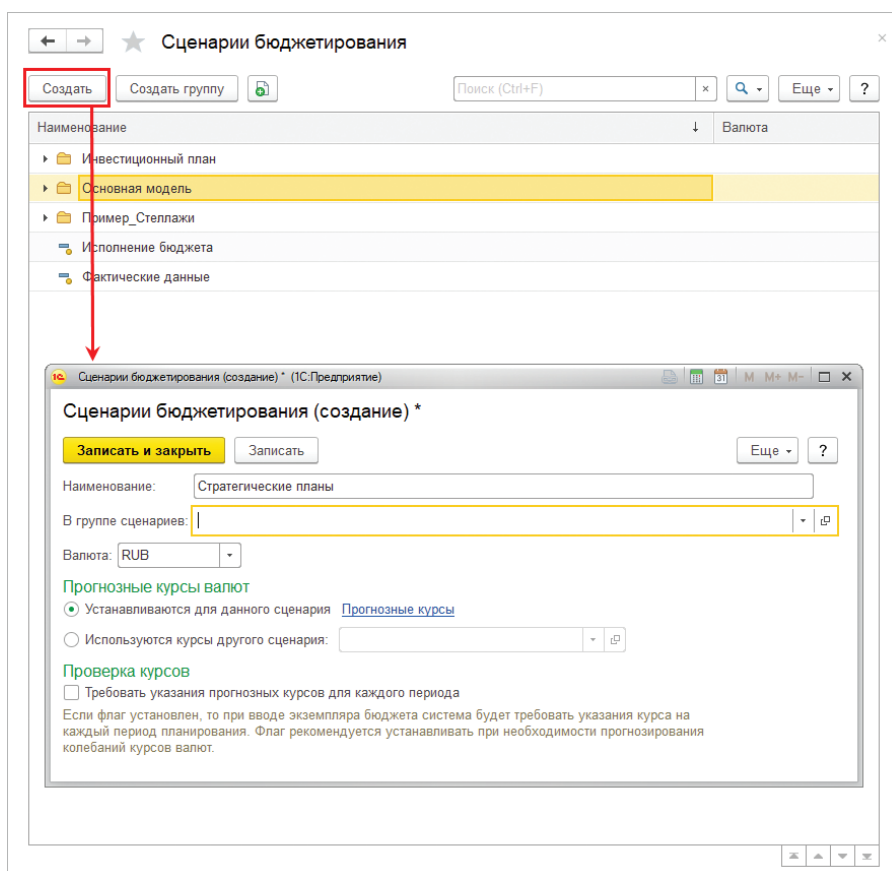 Сценарии бюджетирования
Создать Создать группу Поиск (Ctrl+F) × Еще ?
Наименование ↓ Валюта
Инвестиционный план
Основная модель
Пример_Стеллажи
Исполнение бюджета
Фактические данные
1С Сценарии бюджетирования (создание) * (1С:Предприятие) 31 M M+ M-
Сценарии бюджетирования (создание) *
Записать и закрыть Записать Еще ?
Наименование: Стратегические планы
В группе сценариев:
Валюта: RUB
Прогнозные курсы валют
Устанавливаются для данного сценария Прогнозные курсы
Используются курсы другого сценария:
Проверка курсов
Требовать указания прогнозных курсов для каждого периода
Если флаг установлен, то при вводе экземпляра бюджета система будет требовать указания курса на
каждый период планирования. Флаг рекомендуется устанавливать при необходимости прогнозирования
колебаний курсов валют.